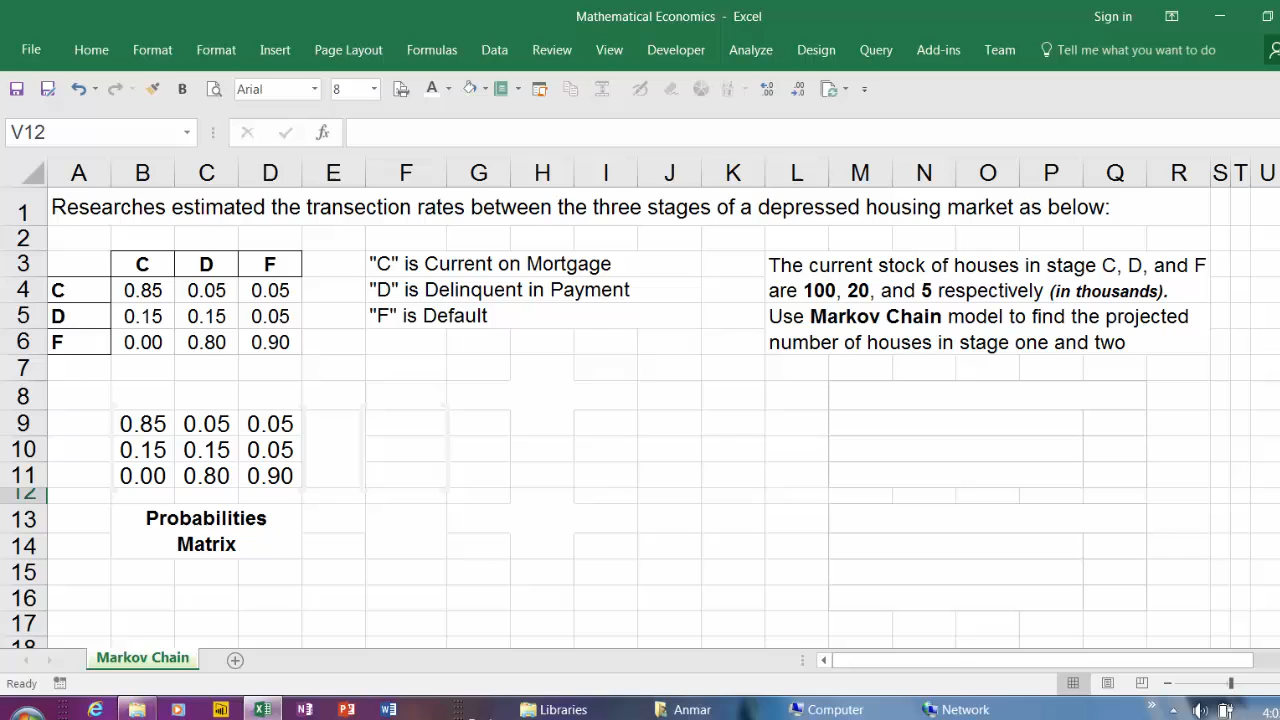 Mathematical Economics - Excel
Sign in
File Home Format Format Insert Page Layout Formulas Data Review View Developer Analyze Design Query Add-ins Team Tell me what you want to do
B Arial 8 A
V12 fx
A B C D E F G H I J K L M N O P Q R S T U
1 Researches estimated the transection rates between the three stages of a depressed housing market as below:
2
3 C D F "C" is Current on Mortgage The current stock of houses in stage C, D, and F
4 C 0.85 0.05 0.05 "D" is Delinquent in Payment are 100, 20, and 5 respectively (in thousands).
5 D 0.15 0.15 0.05 "F" is Default Use Markov Chain model to find the projected
6 F 0.00 0.80 0.90 number of houses in stage one and two
7
8
9 0.85 0.05 0.05
10 0.15 0.15 0.05
11 0.00 0.80 0.90
12
13 Probabilities
14 Matrix
15
16
17
18
Markov Chain
Ready
Libraries Anmar Computer Network 4:0